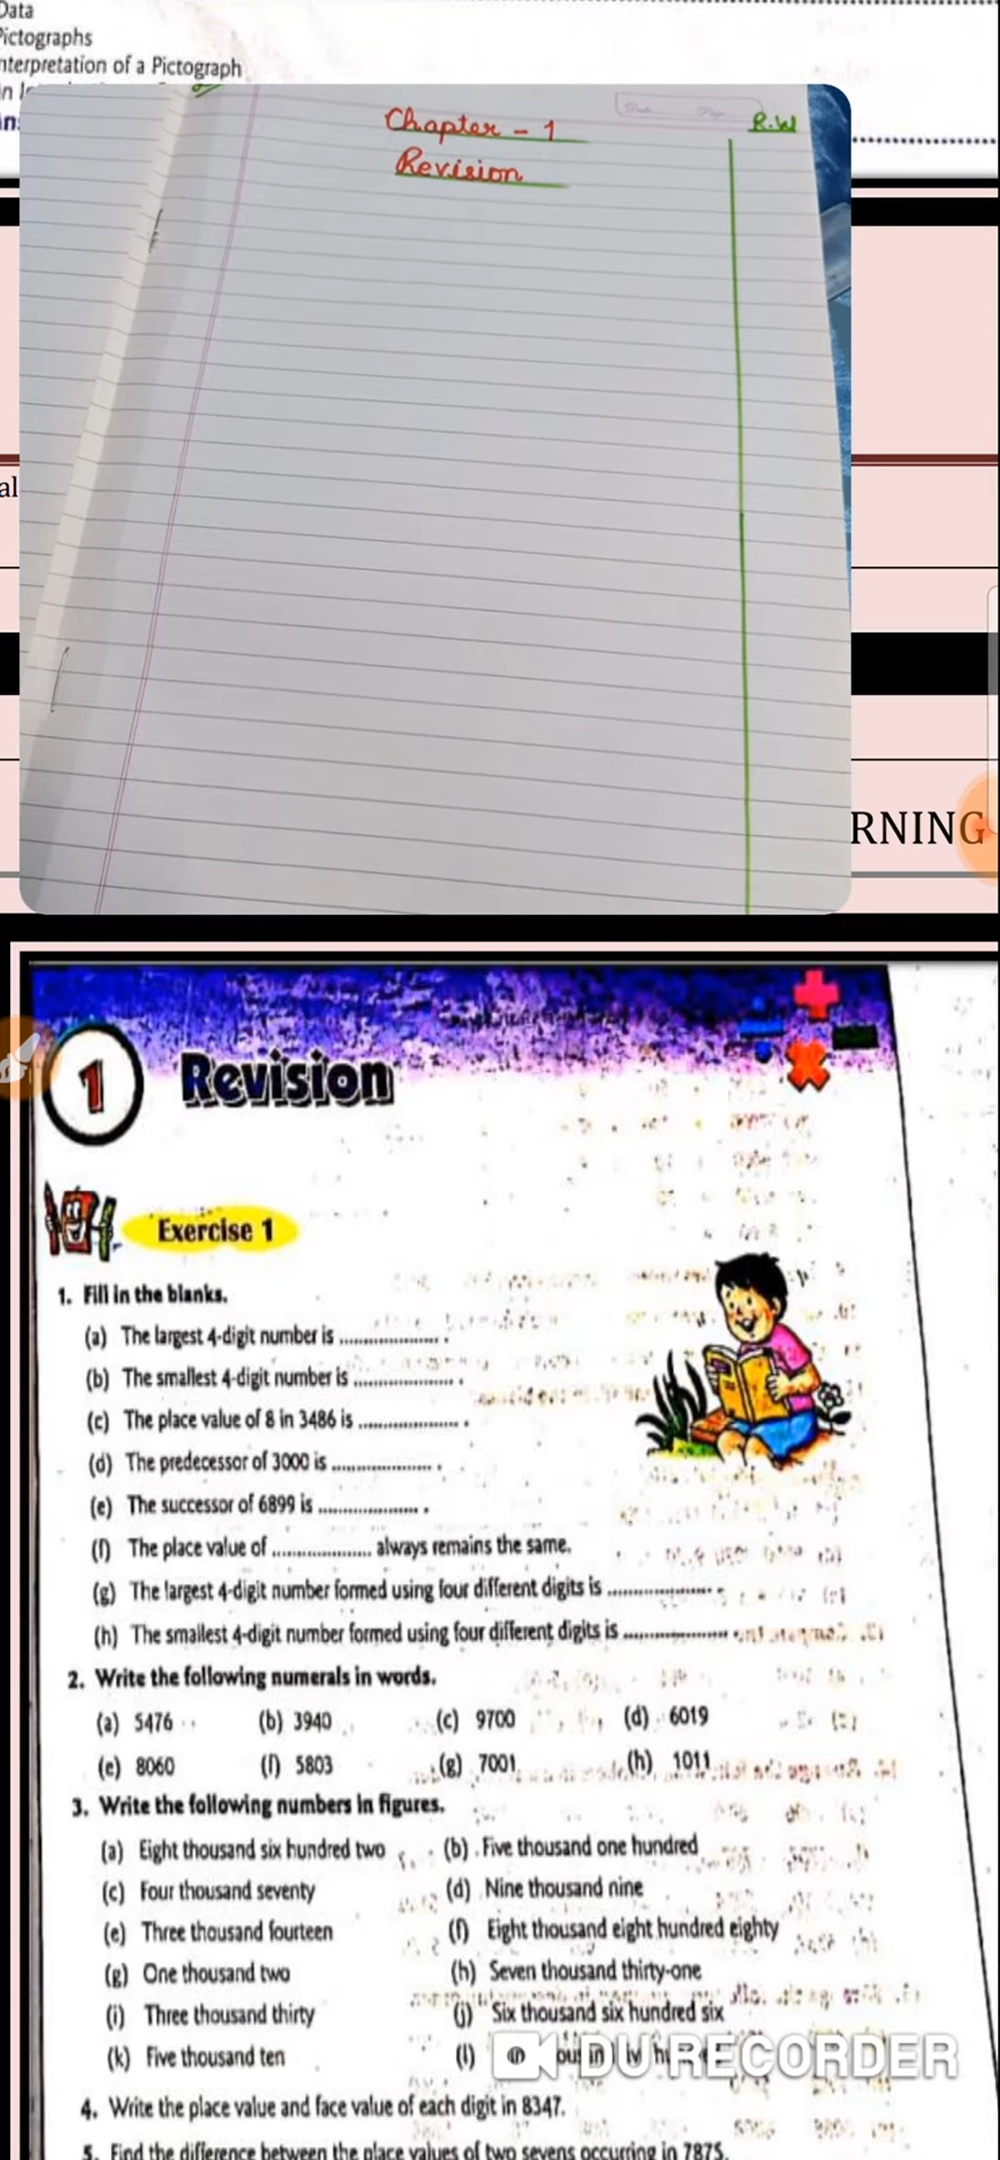 Data
Pictographs
nterpretation of a Pictograph
in
in
Chapter - 1
R.W
Revision
al
RNING
1 Revision
Exercise 1
1. Fill in the blanks.
(a) The largest 4-digit number is .................... .
(b) The smallest 4-digit number is .................... .
(c) The place value of 8 in 3486 is .................... .
(d) The predecessor of 3000 is .................... .
(e) The successor of 6899 is .................... .
(f) The place value of .................... always remains the same.
(g) The largest 4-digit number formed using four different digits is .................... .
(h) The smallest 4-digit number formed using four different digits is .................... .
2. Write the following numerals in words.
(a) 5476 (b) 3940 (c) 9700 (d) 6019
(e) 8060 (f) 5803 (g) 7001 (h) 1011
3. Write the following numbers in figures.
(a) Eight thousand six hundred two (b) Five thousand one hundred
(c) Four thousand seventy (d) Nine thousand nine
(e) Three thousand fourteen (f) Eight thousand eight hundred eighty
(g) One thousand two (h) Seven thousand thirty-one
(i) Three thousand thirty (j) Six thousand six hundred six
(k) Five thousand ten (l)
DU RECORDER
4. Write the place value and face value of each digit in 8347.
5. Find the difference between the place values of two sevens occurring in 7875.